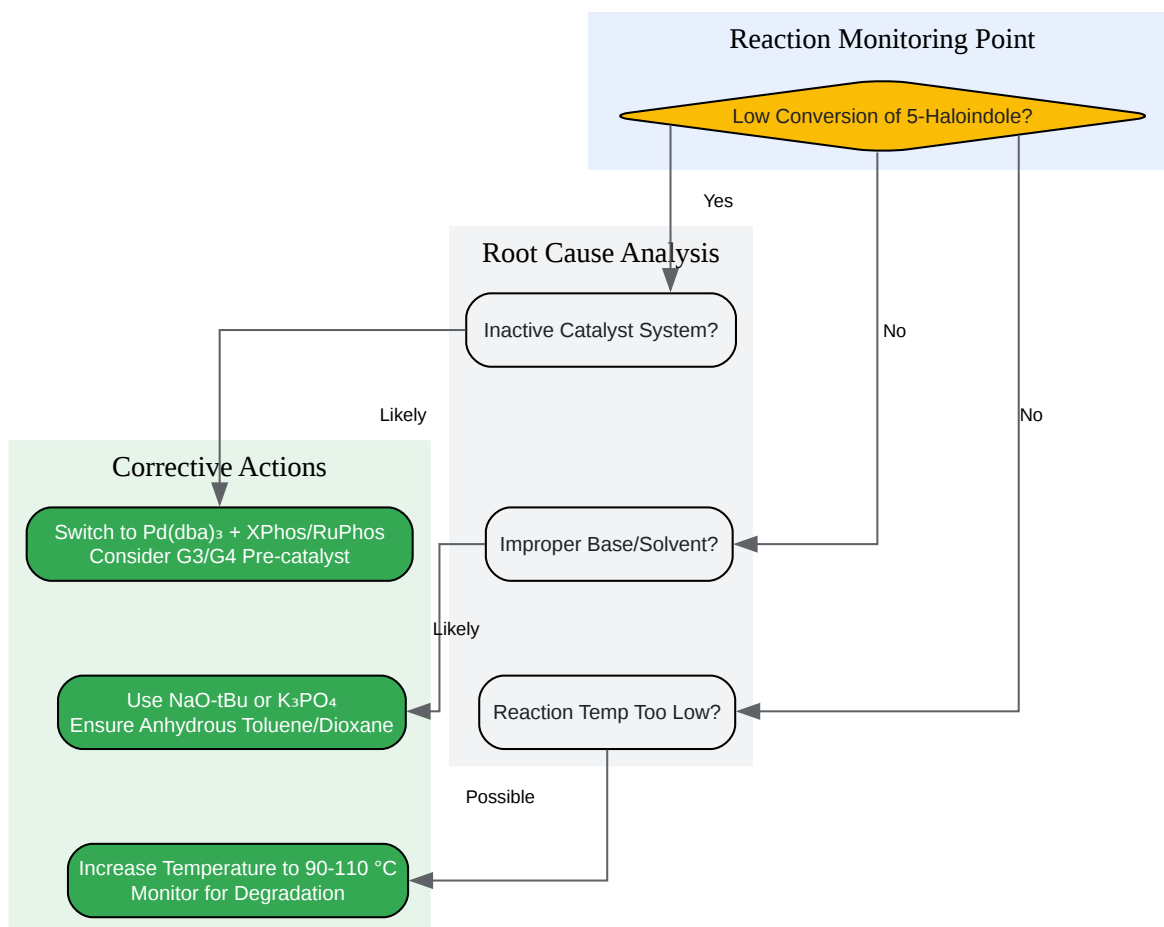 Reaction Monitoring Point
Low Conversion of 5-Haloindole?
Yes
Root Cause Analysis
Inactive Catalyst System?
No
Likely
No
Corrective Actions
Switch to Pd(dba)₃ + XPhos/RuPhos
Consider G3/G4 Pre-catalyst
Improper Base/Solvent?
Likely
Use NaO-tBu or K₃PO₄
Ensure Anhydrous Toluene/Dioxane
Reaction Temp Too Low?
Possible
Increase Temperature to 90-110 °C
Monitor for Degradation